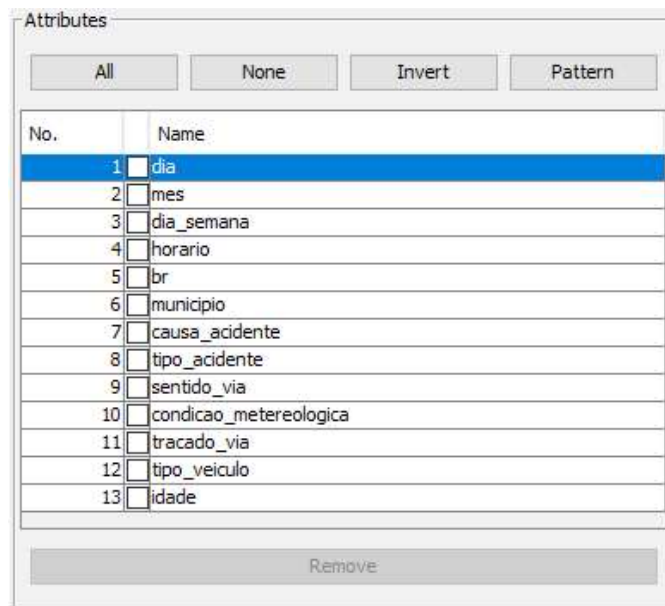 Attributes
All None Invert Pattern
No. Name
1 dia
2 mes
3 dia_semana
4 horario
5 br
6 municipio
7 causa_acidente
8 tipo_acidente
9 sentido_via
10 condicao_metereologica
11 tracado_via
12 tipo_veiculo
13 idade
Remove